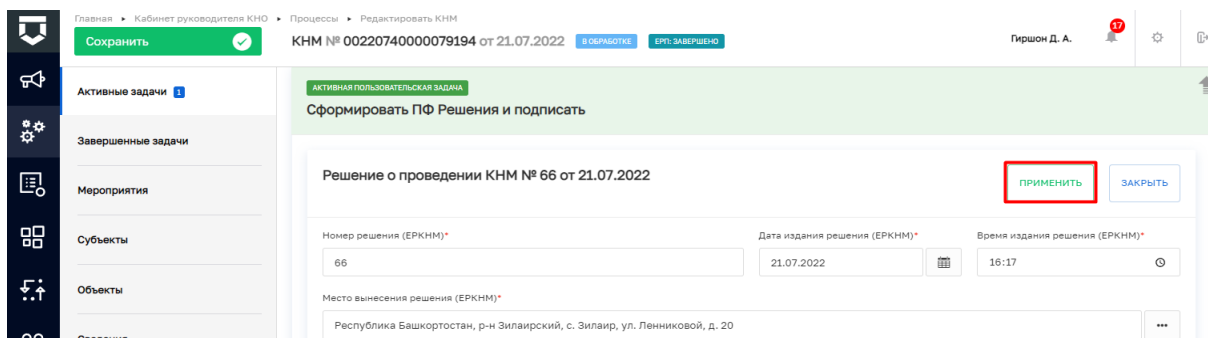 Главная ▸ Кабинет руководителя КНО ▸ Процессы ▸ Редактировать КНМ
Сохранить
КНМ № 00220740000079194 от 21.07.2022 В ОБРАБОТКЕ ЕРП: ЗАВЕРШЕНО
Гиршон Д. А.
17
Активные задачи 1
Завершенные задачи
Мероприятия
Субъекты
Объекты
АКТИВНАЯ ПОЛЬЗОВАТЕЛЬСКАЯ ЗАДАЧА
Сформировать ПФ Решения и подписать
Решение о проведении КНМ № 66 от 21.07.2022
ПРИМЕНИТЬ
ЗАКРЫТЬ
Номер решения (ЕРКНМ)*
66
Дата издания решения (ЕРКНМ)*
21.07.2022
Время издания решения (ЕРКНМ)*
16:17
Место вынесения решения (ЕРКНМ)*
Республика Башкортостан, р-н Зилаирский, с. Зилаир, ул. Ленниковой, д. 20